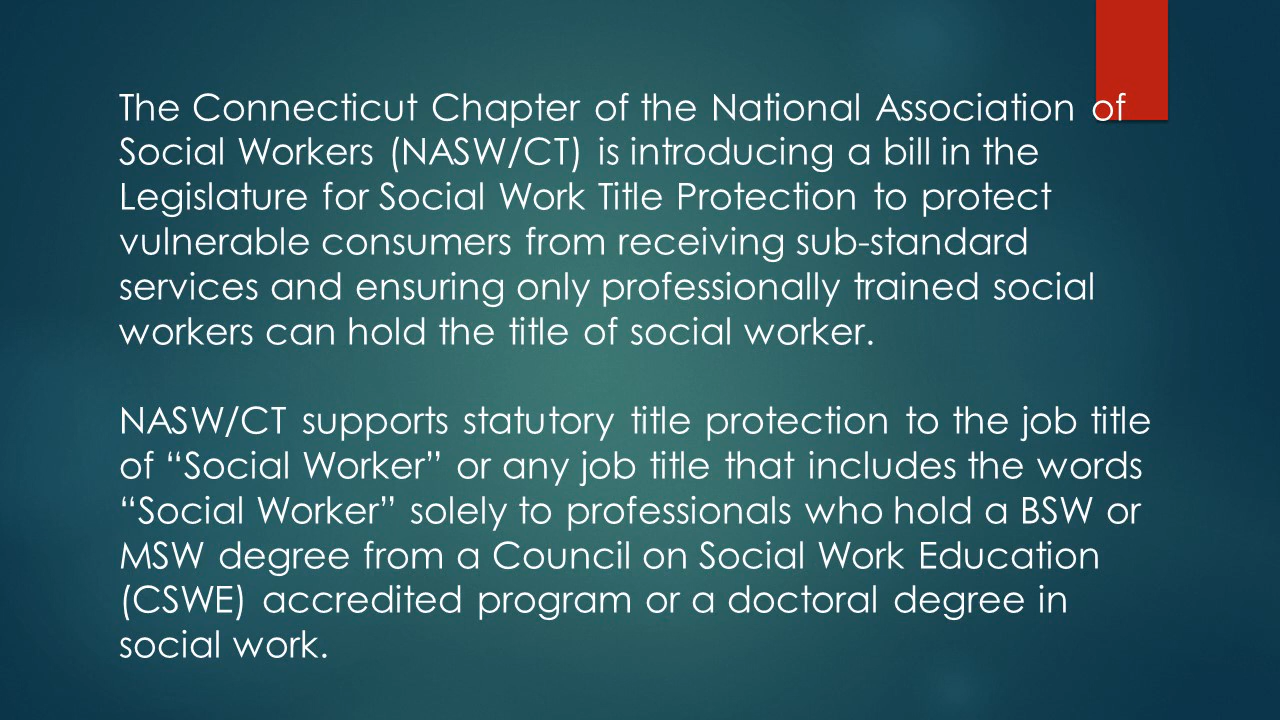 The Connecticut Chapter of the National Association of
Social Workers (NASW/CT) is introducing a bill in the
Legislature for Social Work Title Protection to protect
vulnerable consumers from receiving sub-standard
services and ensuring only professionally trained social
workers can hold the title of social worker.
NASW/CT supports statutory title protection to the job title
of “Social Worker” or any job title that includes the words
“Social Worker” solely to professionals who hold a BSW or
MSW degree from a Council on Social Work Education
(CSWE) accredited program or a doctoral degree in
social work.